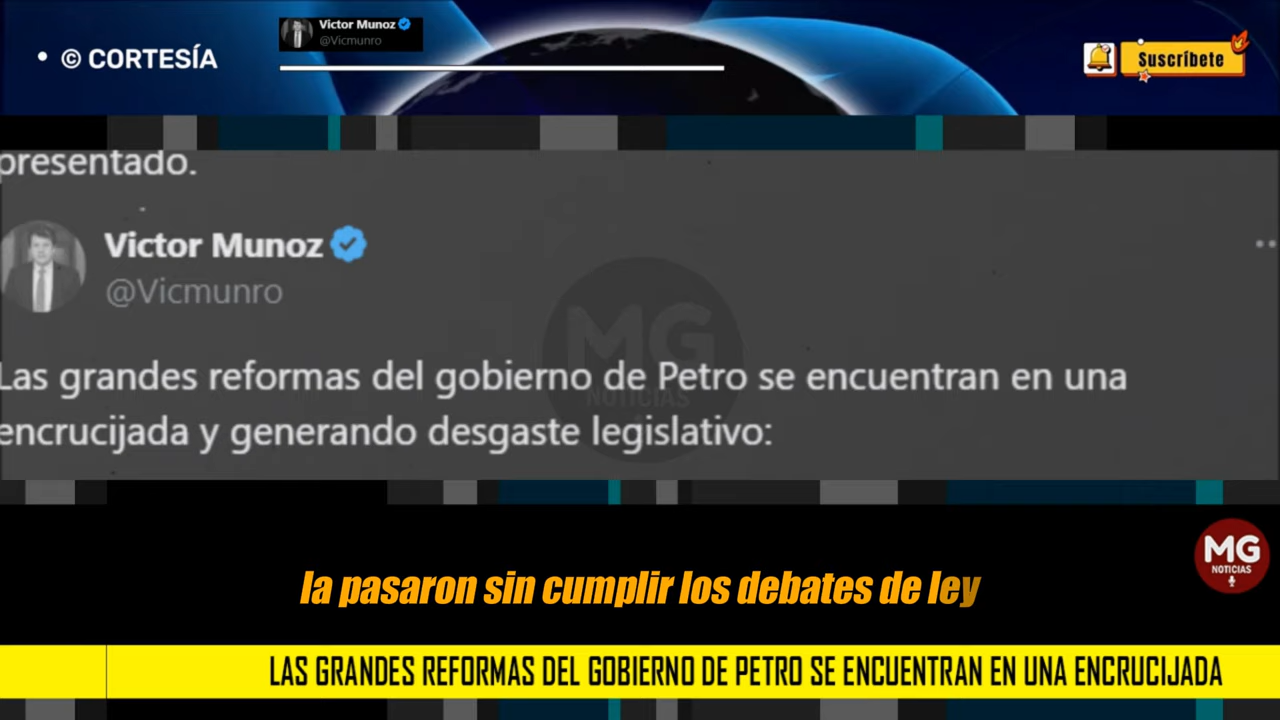 • © CORTESÍA
Victor Munoz
@Vicmunro
Suscríbete
presentado.
Victor Munoz
@Vicmunro
Las grandes reformas del gobierno de Petro se encuentran en una
encrucijada y generando desgaste legislativo:
MG
NOTICIAS
la pasaron sin cumplir los debates de ley
MG
NOTICIAS
LAS GRANDES REFORMAS DEL GOBIERNO DE PETRO SE ENCUENTRAN EN UNA ENCRUCIJADA